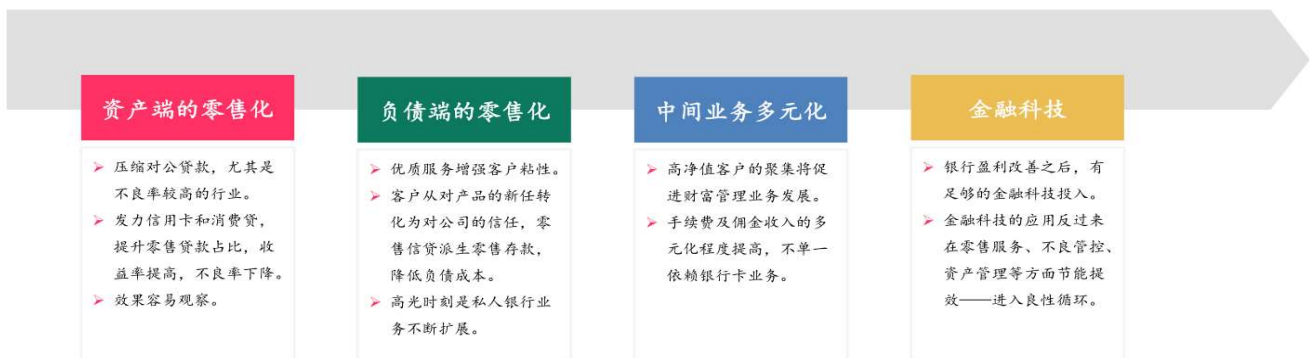 资产端的零售化
压缩对公贷款，尤其是
不良率较高的行业。
发力信用卡和消费贷，
提升零售贷款占比，收
益率提高，不良率下降。
效果容易观察。
负债端的零售化
优质服务增强客户粘性。
客户从对产品的新任转
化为对公司的信任，零
售信贷派生零售存款，
降低负债成本。
高光时刻是私人银行业
务不断扩展。
中间业务多元化
高净值客户的聚集将促
进财富管理业务发展。
手续费及佣金收入的多
元化程度提高，不单一
依赖银行卡业务。
金融科技
银行盈利改善之后，有
足够的金融科技投入。
金融科技的应用反过来
在零售服务、不良管控、
资产管理等方面节能提
效——进入良性循环。